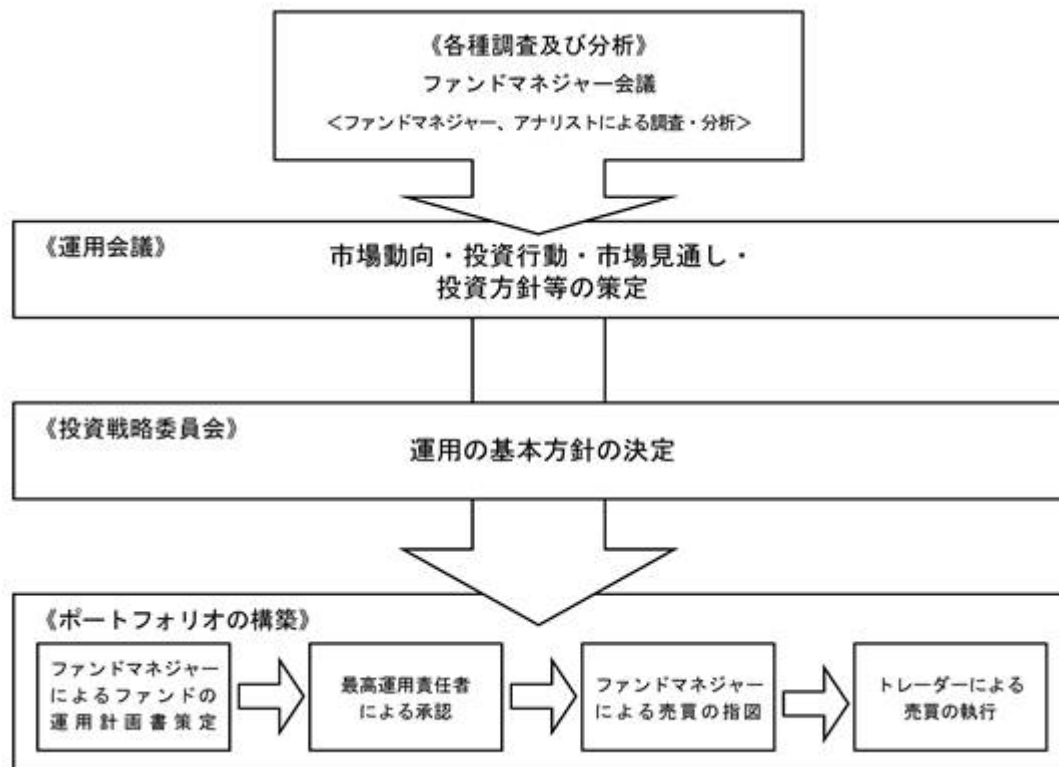 《各種調査及び分析》
ファンドマネジャー会議
<ファンドマネジャー、アナリストによる調査・分析>
《運用会議》
市場動向・投資行動・市場見通し・
投資方針等の策定
《投資戦略委員会》
運用の基本方針の決定
《ポートフォリオの構築》
ファンドマネジャー
によるファンドの
運用計画書策定
最高運用責任者
による承認
ファンドマネジャー
による売買の指図
トレーダーによる
売買の執行